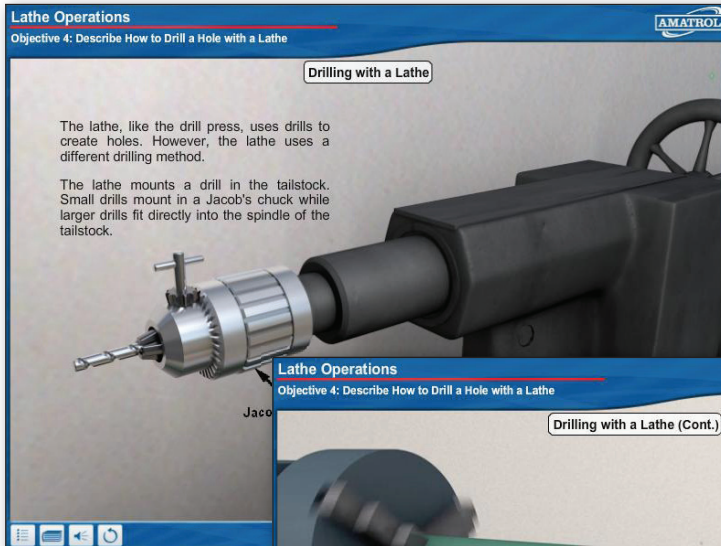 Lathe Operations
Objective 4: Describe How to Drill a Hole with a Lathe
AMATROL
Drilling with a Lathe
The lathe, like the drill press, uses drills to
create holes. However, the lathe uses a
different drilling method.
The lathe mounts a drill in the tailstock.
Small drills mount in a Jacob's chuck while
larger drills fit directly into the spindle of the
tailstock.
Jaco
Lathe Operations
Objective 4: Describe How to Drill a Hole with a Lathe
Drilling with a Lathe (Cont.)